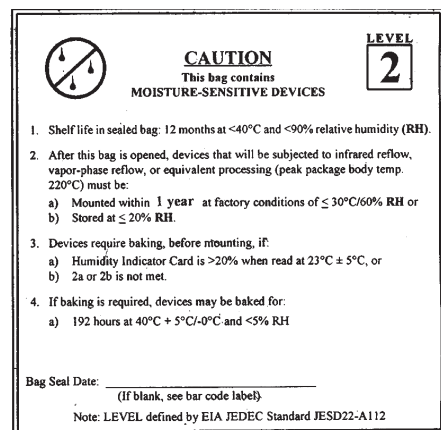 LEVEL
2
CAUTION
This bag contains
MOISTURE-SENSITIVE DEVICES
1. Shelf life in sealed bag: 12 months at <40°C and <90% relative humidity (RH).
2. After this bag is opened, devices that will be subjected to infrared reflow,
vapor-phase reflow, or equivalent processing (peak package body temp.
220°C) must be:
a) Mounted within 1 year at factory conditions of ≤ 30°C/60% RH or
b) Stored at ≤ 20% RH.
3. Devices require baking, before mounting, if:
a) Humidity Indicator Card is >20% when read at 23°C ± 5°C, or
b) 2a or 2b is not met.
4. If baking is required, devices may be baked for:
a) 192 hours at 40°C + 5°C/-0°C and <5% RH
Bag Seal Date:
(If blank, see bar code label)
Note: LEVEL defined by EIA JEDEC Standard JESD22-A112